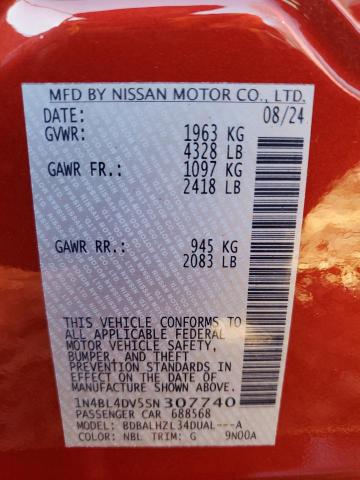 MFD BY NISSAN MOTOR CO., LTD.
DATE: 08/24
GVWR: 1963 KG
4328 LB
GAWR FR.: 1097 KG
2418 LB
GAWR RR.: 945 KG
2083 LB
THIS VEHICLE CONFORMS TO
ALL APPLICABLE FEDERAL
MOTOR VEHICLE SAFETY,
BUMPER, AND THEFT
PREVENTION STANDARDS
IN EFFECT ON THE DATE OF
MANUFACTURE SHOWN ABOVE.
1N4BL4DV5SN307740
PASSENGER CAR 688568
MODEL: BDBALHZL34DUAL---A
COLOR: NBL TRIM: G 9N00A